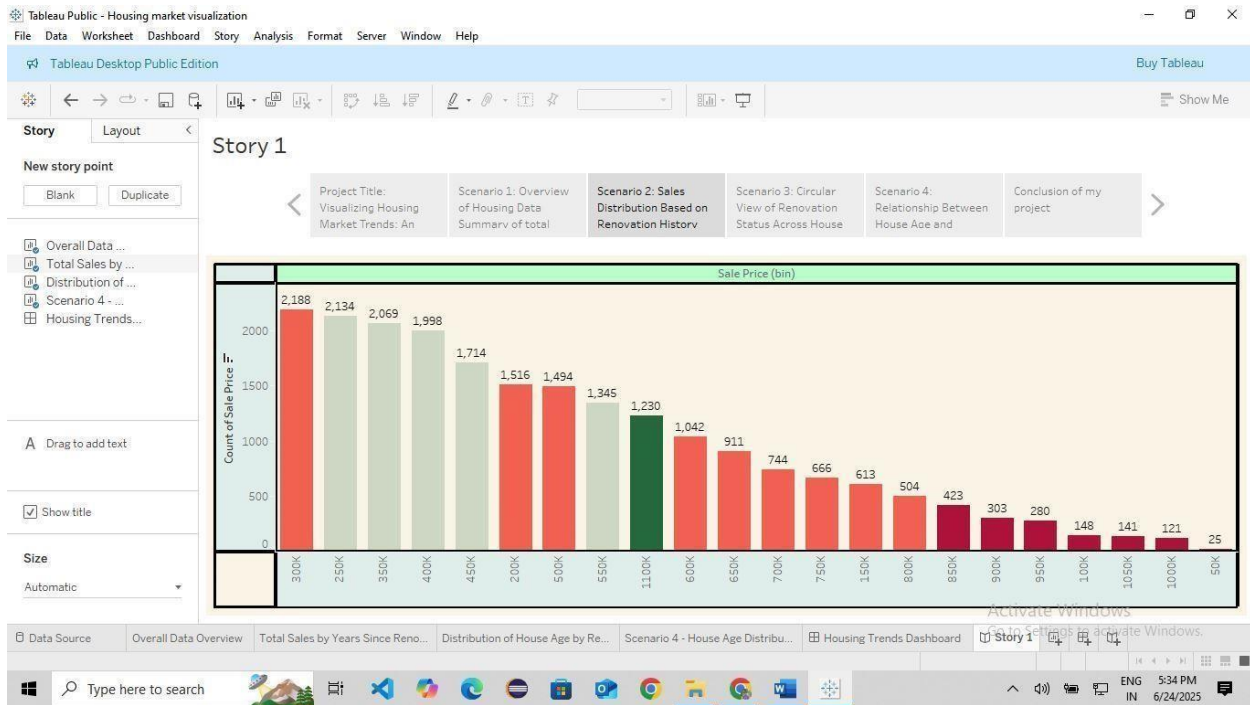 Tableau Public - Housing market visualization
File Data Worksheet Dashboard Story Analysis Format Server Window Help
Tableau Desktop Public Edition
Buy Tableau
Show Me
Story Layout
New story point
Blank Duplicate
Overall Data ...
Total Sales by ...
Distribution of ...
Scenario 4 - ...
Housing Trends...
A Drag to add text
Show title
Size
Automatic
Story 1
Project Title:
Visualizing Housing
Market Trends: An
Scenario 1: Overview
of Housing Data
Summary of total
Scenario 2: Sales
Distribution Based on
Renovation History
Scenario 3: Circular
View of Renovation
Status Across House
Scenario 4:
Relationship Between
House Age and
Conclusion of my
project
Sale Price (bin)
Count of Sale Price
2000
1500
1000
500
0
2,188
2,134
2,069
1,998
1,714
1,516
1,494
1,345
1,230
1,042
911
744
666
613
504
423
303
280
148
141
121
25
300K
250K
350K
400K
450K
200K
500K
550K
1100K
600K
650K
700K
750K
150K
800K
850K
900K
950K
100K
1050K
1000K
50K
Activate Windows
Go to Settings to activate Windows.
Data Source
Overall Data Overview
Total Sales by Years Since Reno...
Distribution of House Age by Re...
Scenario 4 - House Age Distribu...
Housing Trends Dashboard
Story 1
Type here to search
ENG
IN
5:34 PM
6/24/2025